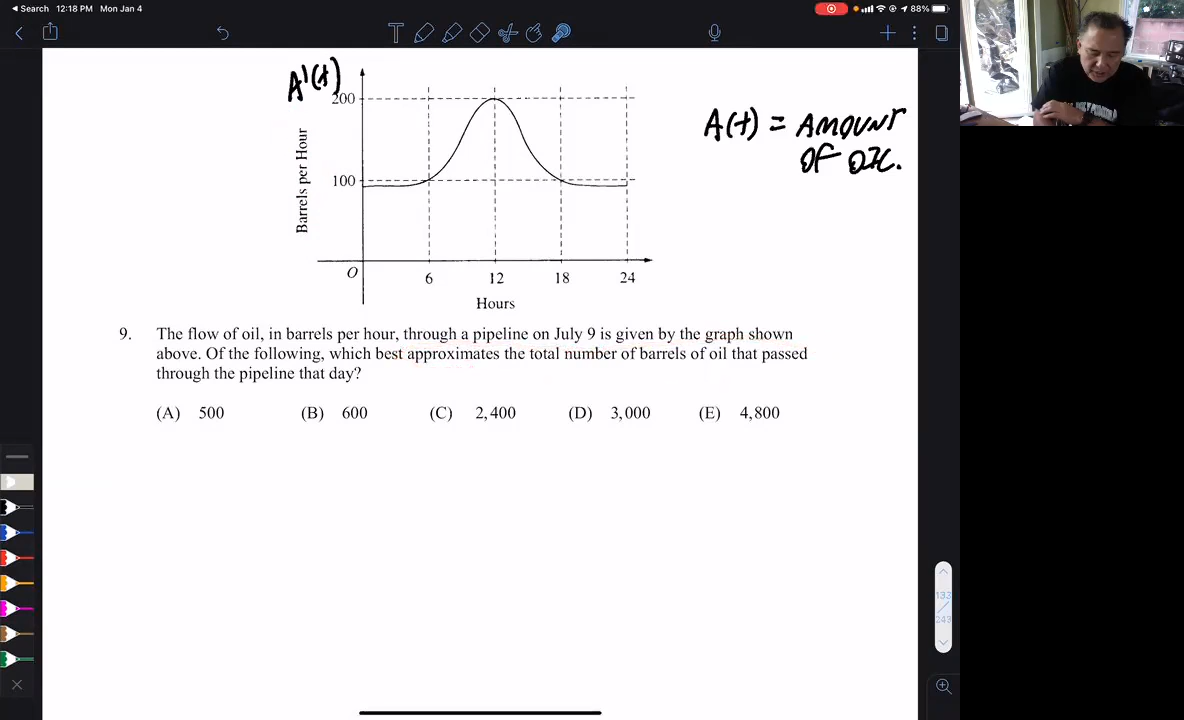 Search 12:18 PM Mon Jan 4 88%
A'(t)
200
100
Barrels per Hour
O 6 12 18 24
Hours
A(t) = AMOUNT
OF OIL.
9. The flow of oil, in barrels per hour, through a pipeline on July 9 is given by the graph shown
above. Of the following, which best approximates the total number of barrels of oil that passed
through the pipeline that day?
(A) 500 (B) 600 (C) 2,400 (D) 3,000 (E) 4,800
133
243